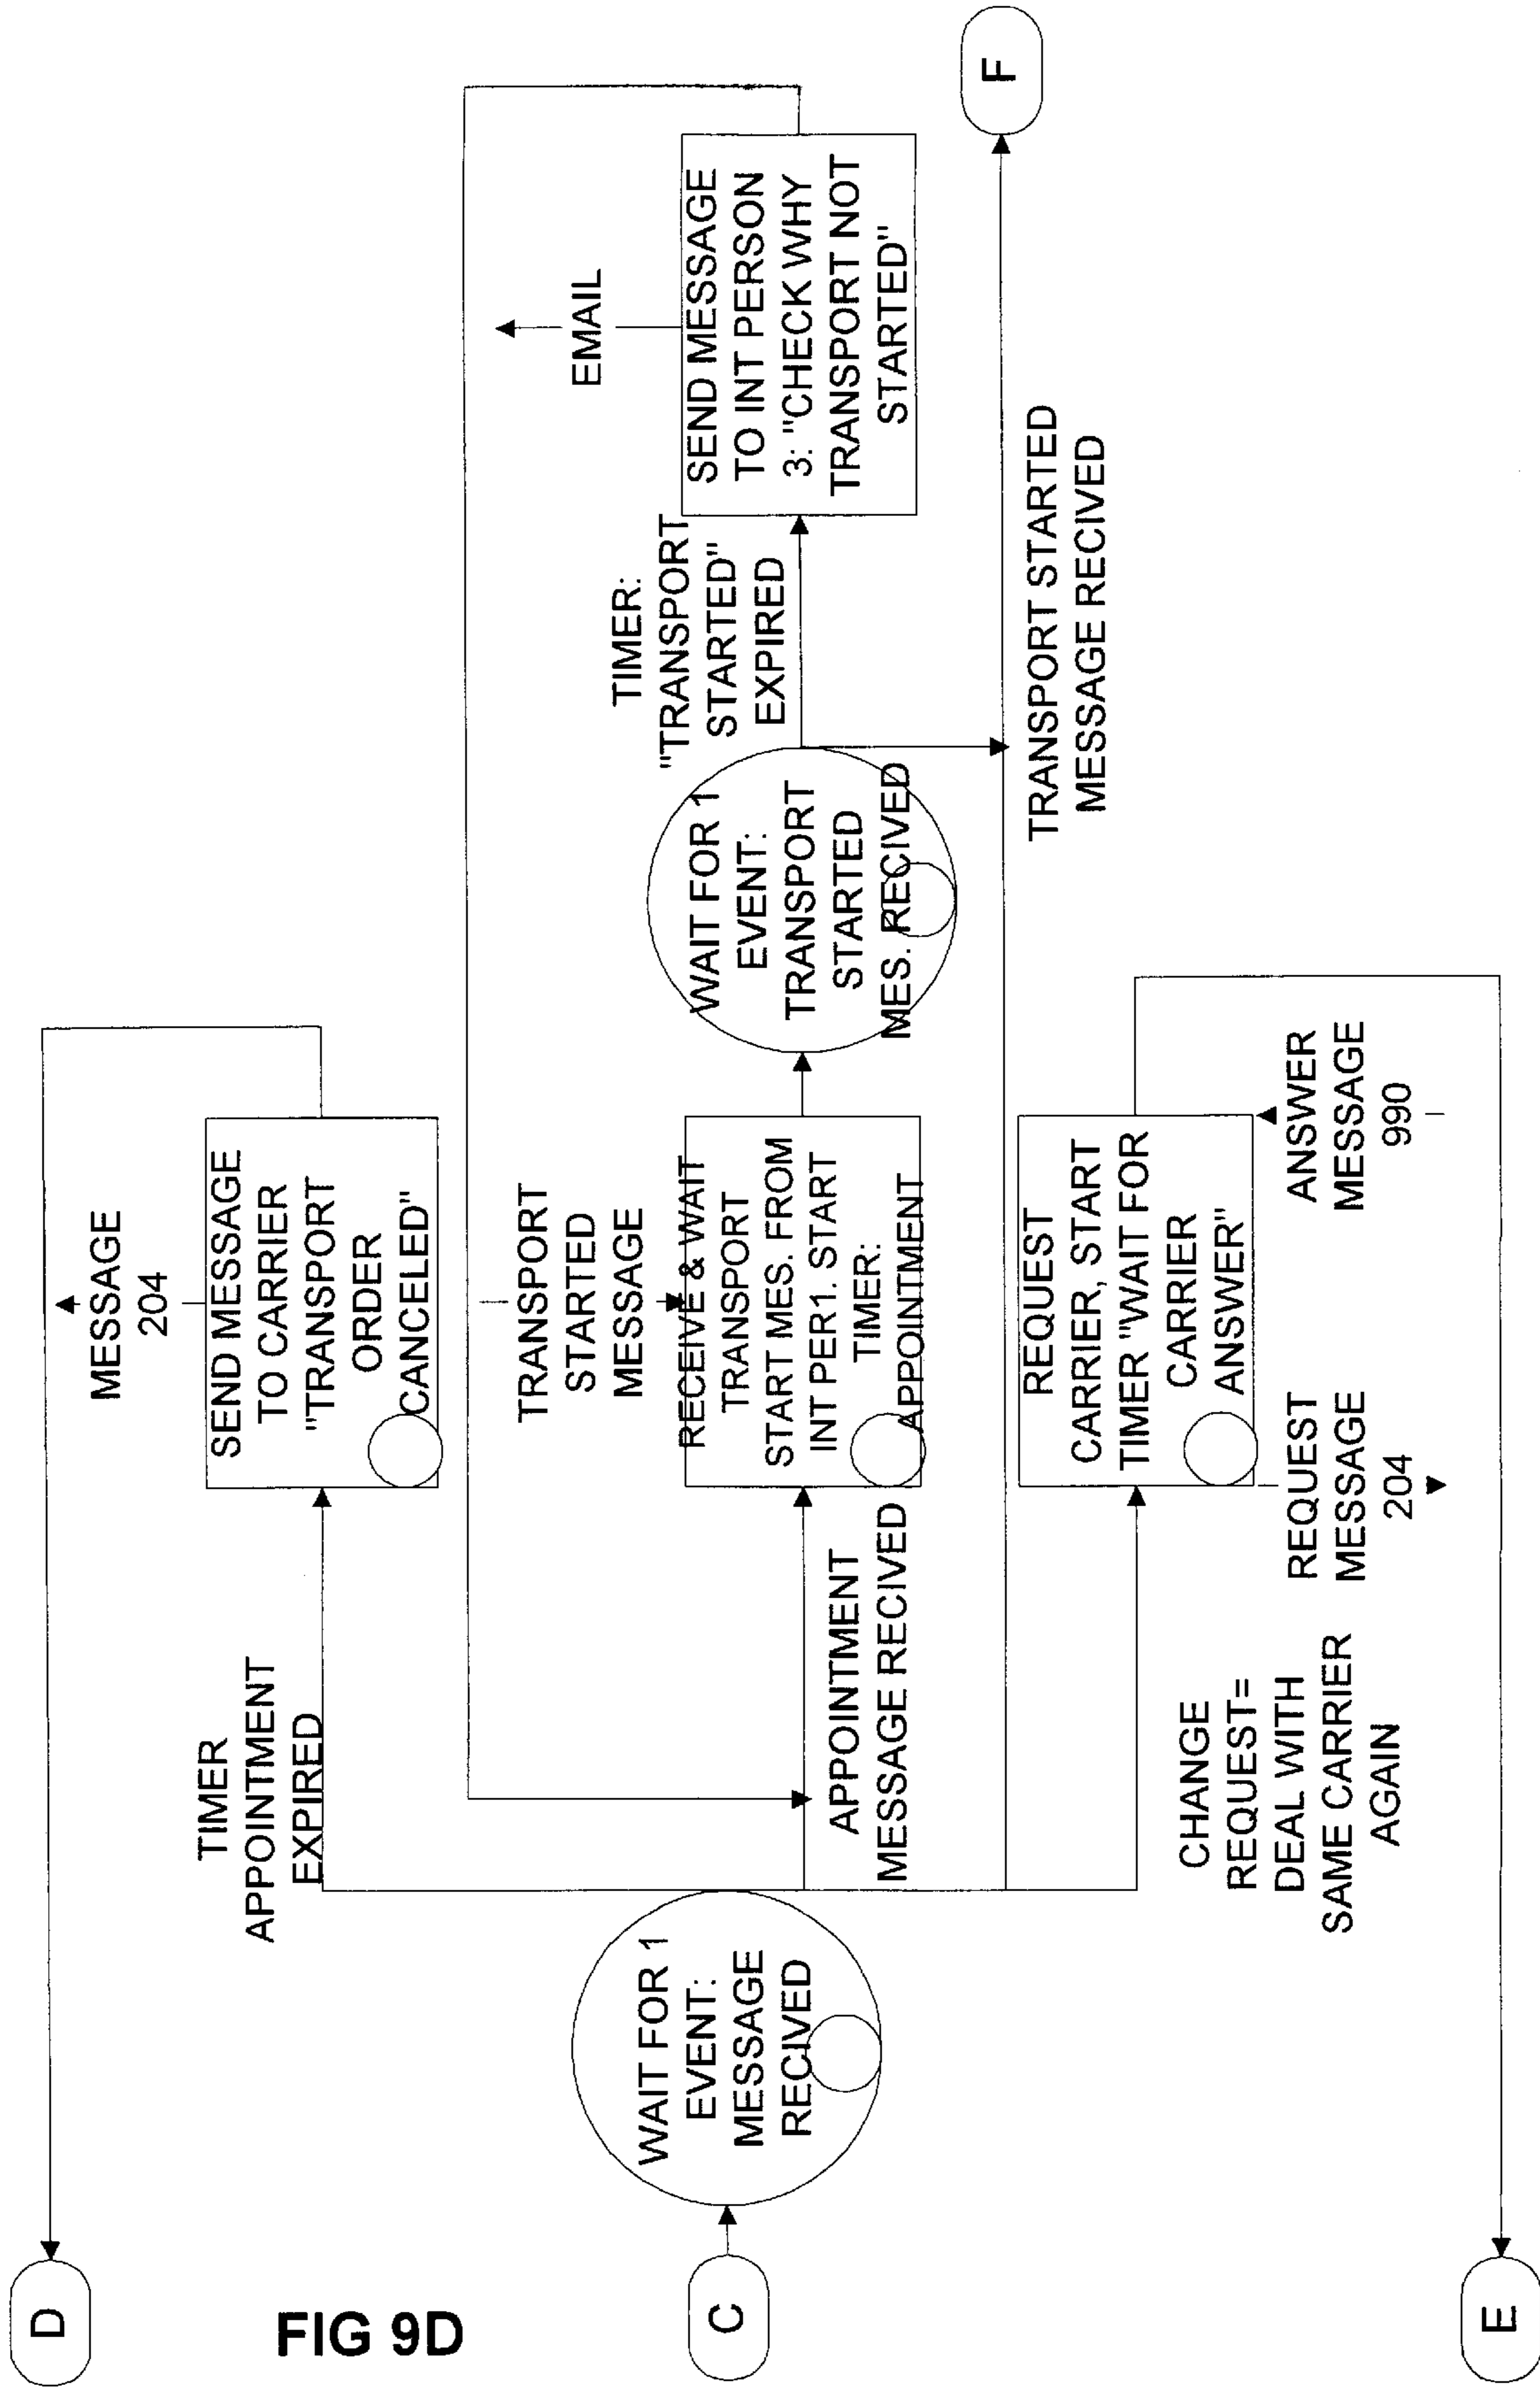 D
FIG 9D
C
E
WAIT FOR 1
EVENT:
MESSAGE
RECIVED
TIMER
APPOINTMENT
EXPIRED
APPOINTMENT
MESSAGE RECIVED
CHANGE
REQUEST=
DEAL WITH
SAME CARRIER
AGAIN
MESSAGE
204
SEND MESSAGE
TO CARRIER
"TRANSPORT
ORDER
CANCELED"
TRANSPORT
STARTED
MESSAGE
RECEIVE & WAIT
TRANSPORT
START MES. FROM
INT PER1. START
TIMER:
APPOINTMENT
REQUEST
CARRIER, START
TIMER "WAIT FOR
CARRIER
ANSWER"
REQUEST
MESSAGE
204
ANSWER
MESSAGE
990
WAIT FOR 1
EVENT:
TRANSPORT
STARTED
MES. RECIVED
TIMER:
"TRANSPORT
STARTED"
EXPIRED
TRANSPORT STARTED
MESSAGE RECIVED
EMAIL
SEND MESSAGE
TO INT PERSON
3: "CHECK WHY
TRANSPORT NOT
STARTED"
F